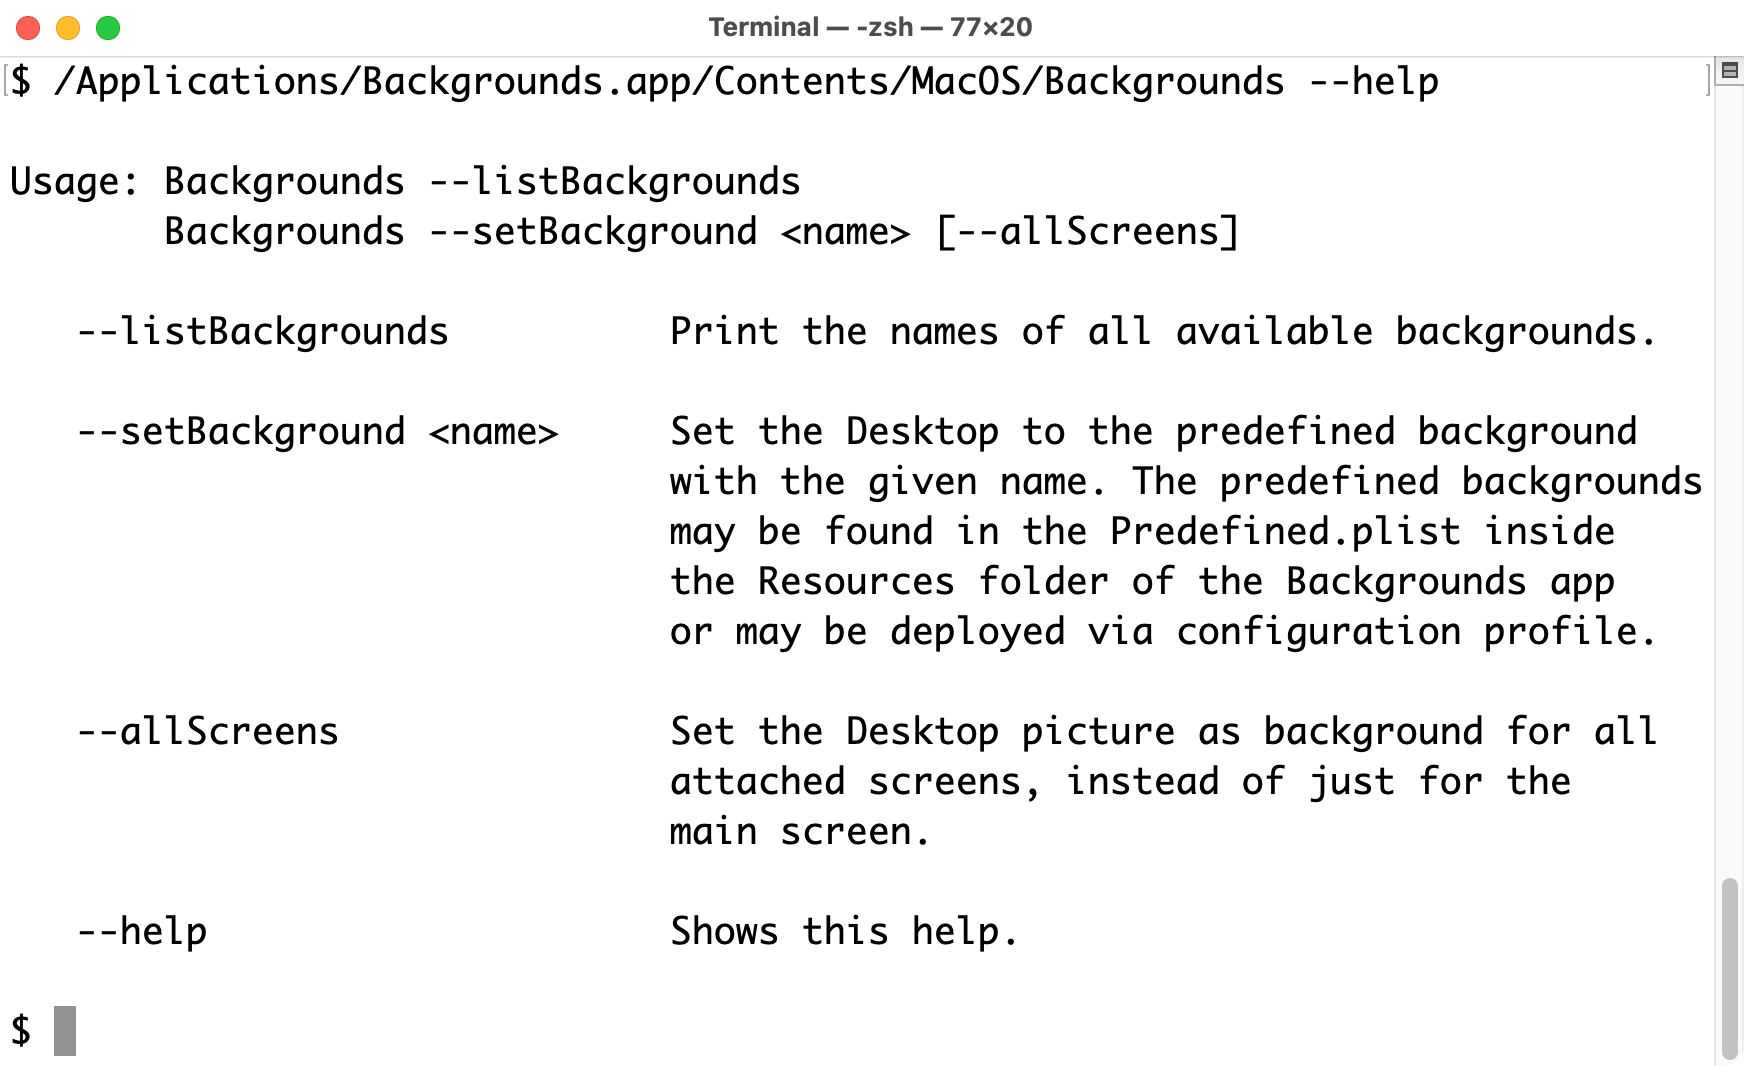 Terminal — -zsh — 77×20
$ /Applications/Backgrounds.app/Contents/MacOS/Backgrounds --help
Usage: Backgrounds --listBackgrounds
Backgrounds --setBackground <name> [--allScreens]
--listBackgrounds Print the names of all available backgrounds.
--setBackground <name> Set the Desktop to the predefined background
with the given name. The predefined backgrounds
may be found in the Predefined.plist inside
the Resources folder of the Backgrounds app
or may be deployed via configuration profile.
--allScreens Set the Desktop picture as background for all
attached screens, instead of just for the
main screen.
--help Shows this help.
$